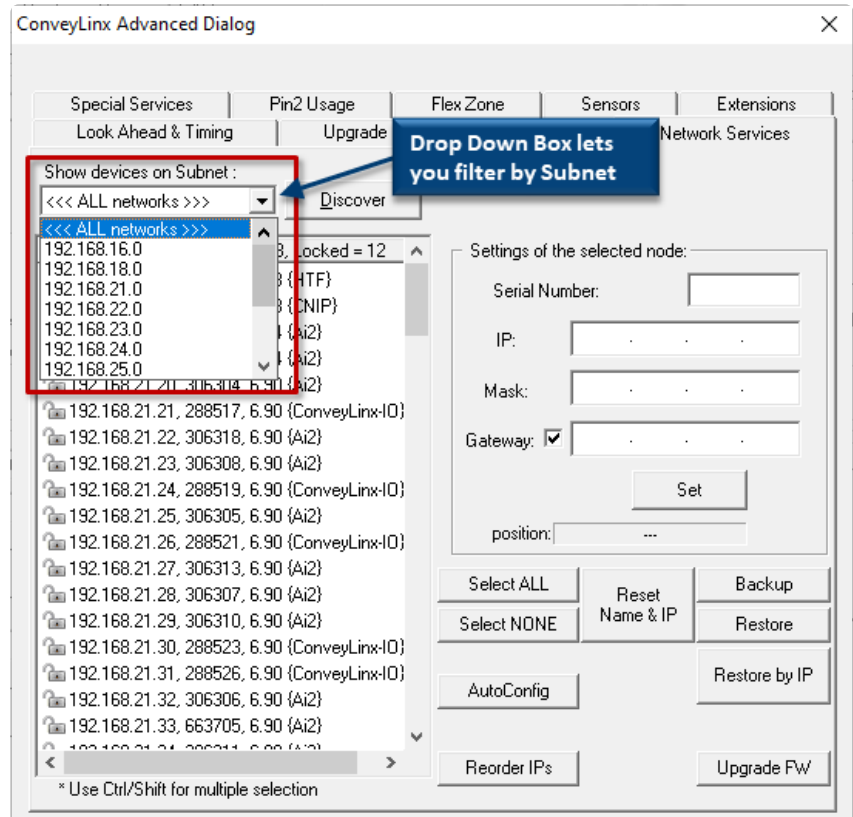 ConveyLinx Advanced Dialog
Special Services
Pin2 Usage
Flex Zone
Sensors
Extensions
Look Ahead & Timing
Upgrade
Network Services
Drop Down Box lets
you filter by Subnet
Show devices on Subnet :
<<< ALL networks >>>
Discover
<<< ALL networks >>>
192.168.16.0
192.168.18.0
192.168.21.0
192.168.22.0
192.168.23.0
192.168.24.0
192.168.25.0
Locked = 12
{HTF}
{CNIP}
{Ai2}
{Ai2}
192.168.21.20, 306304, 6.90 {Ai2}
192.168.21.21, 288517, 6.90 {ConveyLinx-IO}
192.168.21.22, 306318, 6.90 {Ai2}
192.168.21.23, 306308, 6.90 {Ai2}
192.168.21.24, 288519, 6.90 {ConveyLinx-IO}
192.168.21.25, 306305, 6.90 {Ai2}
192.168.21.26, 288521, 6.90 {ConveyLinx-IO}
192.168.21.27, 306313, 6.90 {Ai2}
192.168.21.28, 306307, 6.90 {Ai2}
192.168.21.29, 306310, 6.90 {Ai2}
192.168.21.30, 288523, 6.90 {ConveyLinx-IO}
192.168.21.31, 288526, 6.90 {ConveyLinx-IO}
192.168.21.32, 306306, 6.90 {Ai2}
192.168.21.33, 663705, 6.90 {Ai2}
* Use Ctrl/Shift for multiple selection
Settings of the selected node:
Serial Number:
IP:
Mask:
Gateway:
Set
position:
---
Select ALL
Select NONE
Reset
Name & IP
Backup
Restore
Restore by IP
AutoConfig
Reorder IPs
Upgrade FW